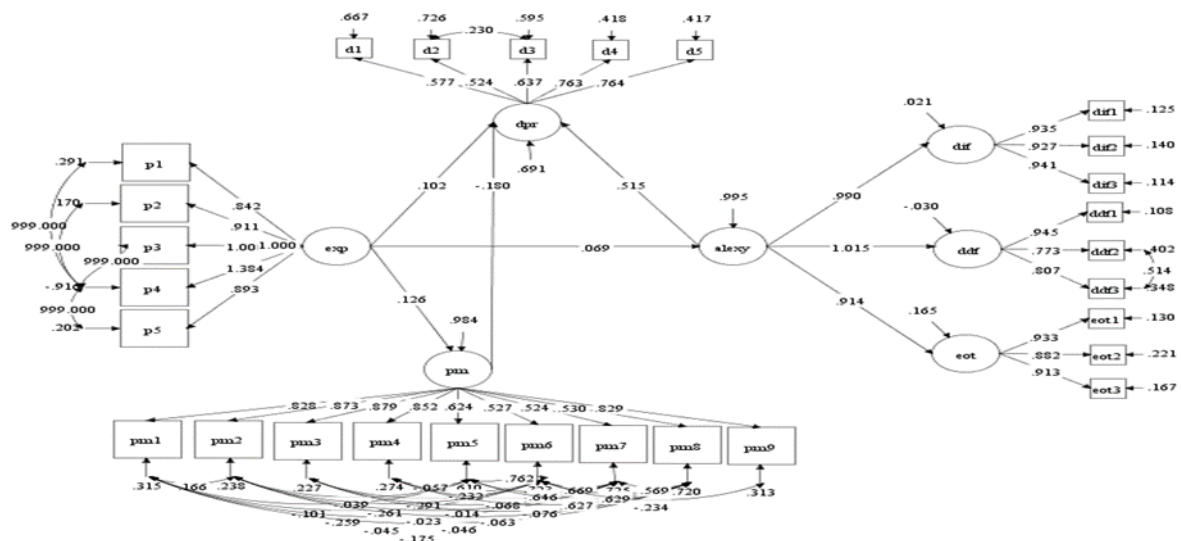 .667 .726 .595 .418 .417
.230
d1 d2 d3 d4 d5
.577 .524 .637 .763 .764
dpr
.691
.102 -.180 .515
.291 p1
.842
.170 p2
.911
999.000
p3
1.000
exp
999.000
999.000
1.384
p4
.893
999.000
.202 p5
.069
.126
.995
alexy
.990
1.015
.914
.021
dif
.935 dif1 .125
.927 dif2 .140
.941 dif3 .114
-.030
ddf
.945 ddf1 .108
.773 ddf2 .402
.514
.807 ddf3 .348
.165
eot
.933 eot1 .130
.882 eot2 .221
.913 eot3 .167
.984
pm
.828 .873 .879 .852 .624 .527 .524 .530 .829
pm1 pm2 pm3 pm4 pm5 pm6 pm7 pm8 pm9
.762
.315 .166 .238 .227 .274 .057 .669 .569 .720 .313
-.039 -.232 .646 .629 -.234
-.101 -.261 -.291 -.068 .627
-.259 -.023 -.014 -.076
-.045 -.046 -.063
-.175